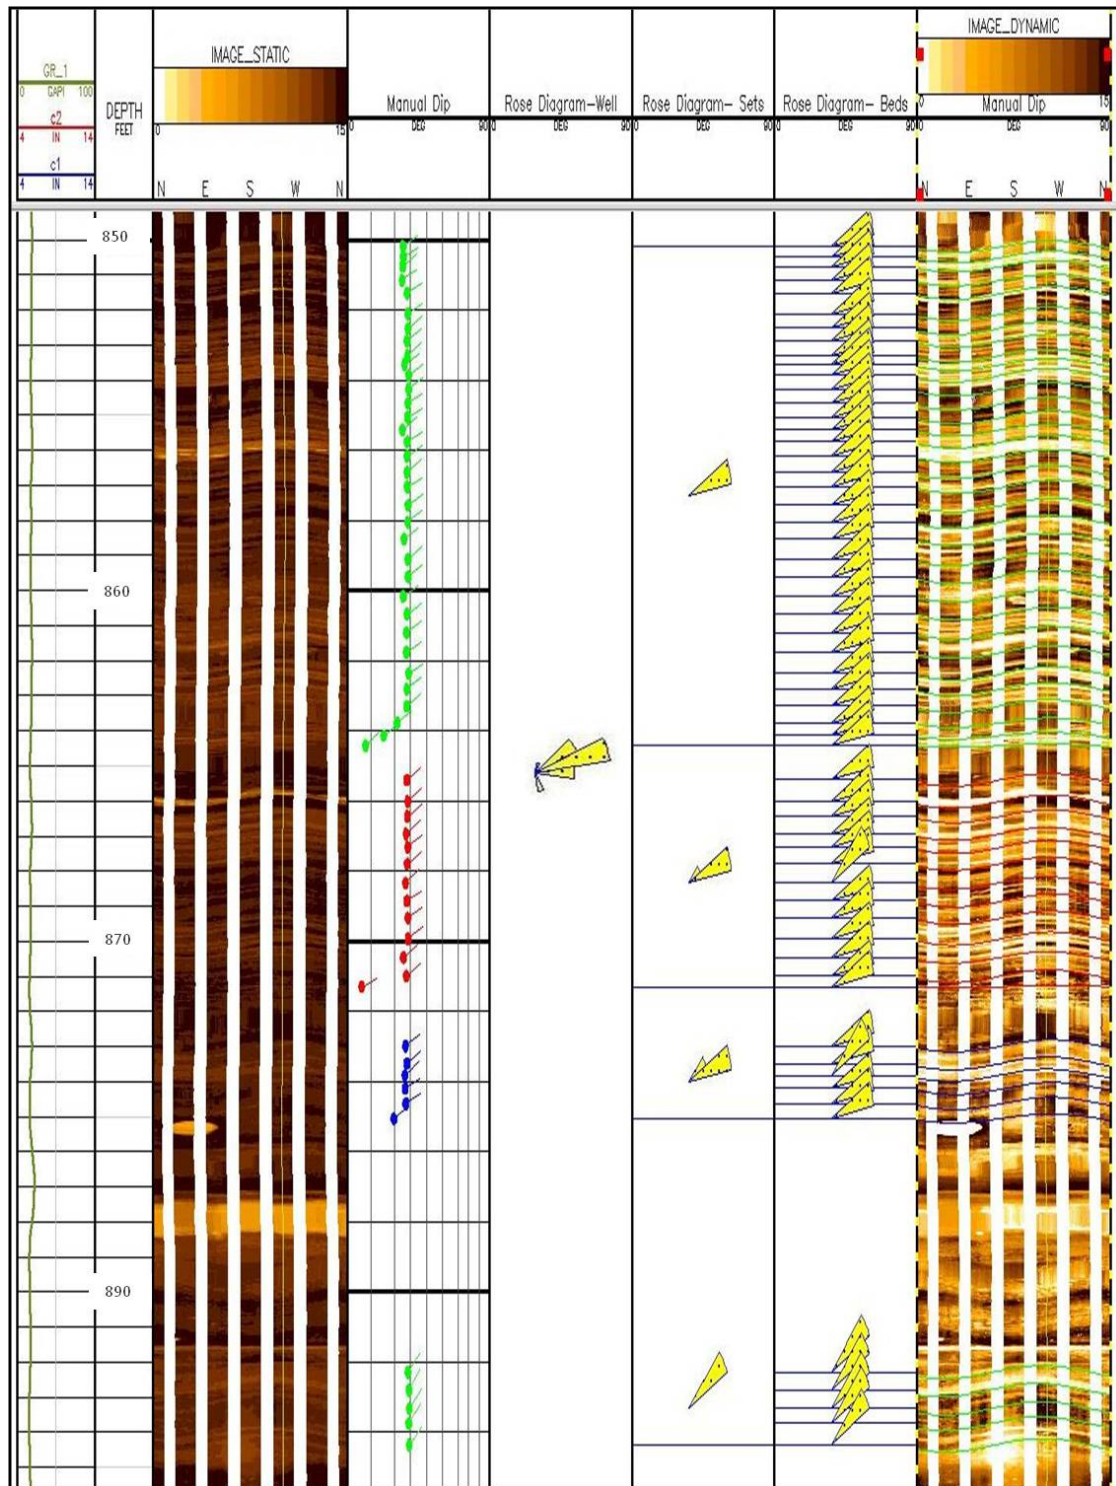 GR_1
0 GAPI 100
c2
4 IN 14
c1
4 IN 14
DEPTH
FEET
IMAGE_STATIC
0 15
N E S W N
Manual Dip
0 DEG 90
Rose Diagram-Well
0 DEG 90
Rose Diagram- Sets
0 DEG 90
Rose Diagram- Beds
0 DEG 90
IMAGE_DYNAMIC
0 15
Manual Dip
0 DEG 90
N E S W N
850
860
870
890